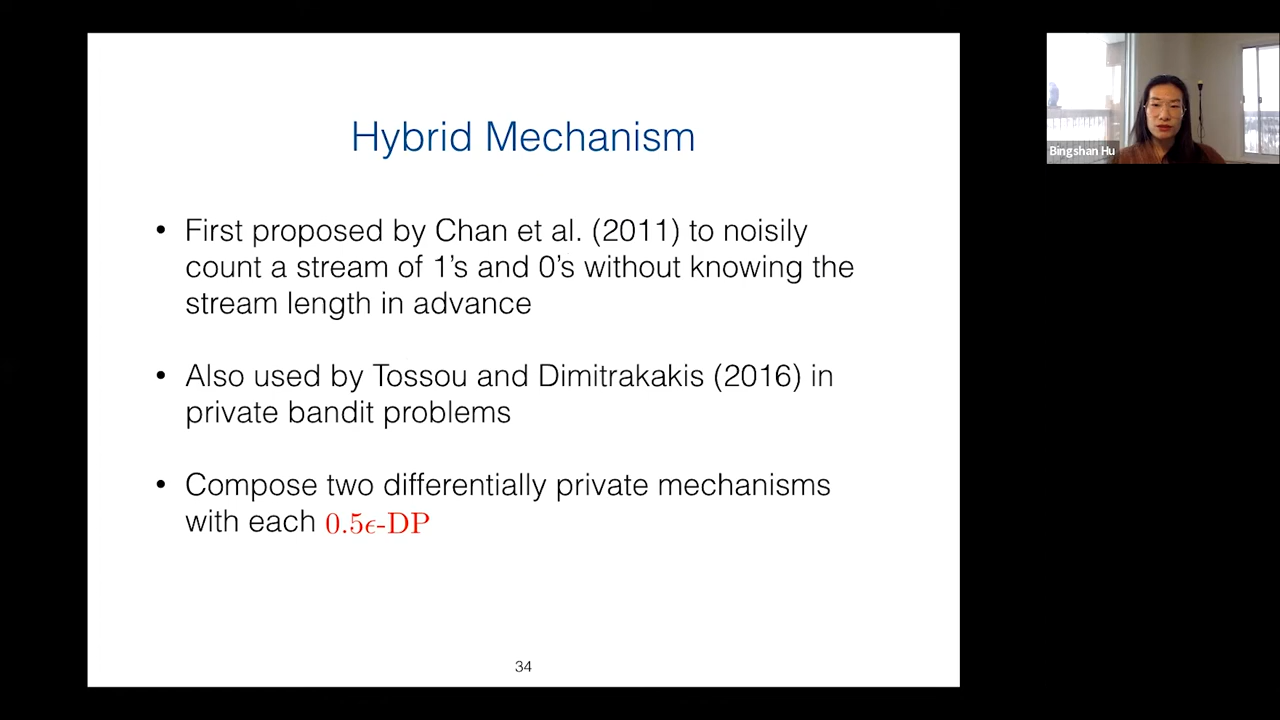 Hybrid Mechanism
• First proposed by Chan et al. (2011) to noisily
count a stream of 1’s and 0’s without knowing the
stream length in advance
• Also used by Tossou and Dimitrakakis (2016) in
private bandit problems
• Compose two differentially private mechanisms
with each 0.5ϵ-DP
34
Bingshan Hu